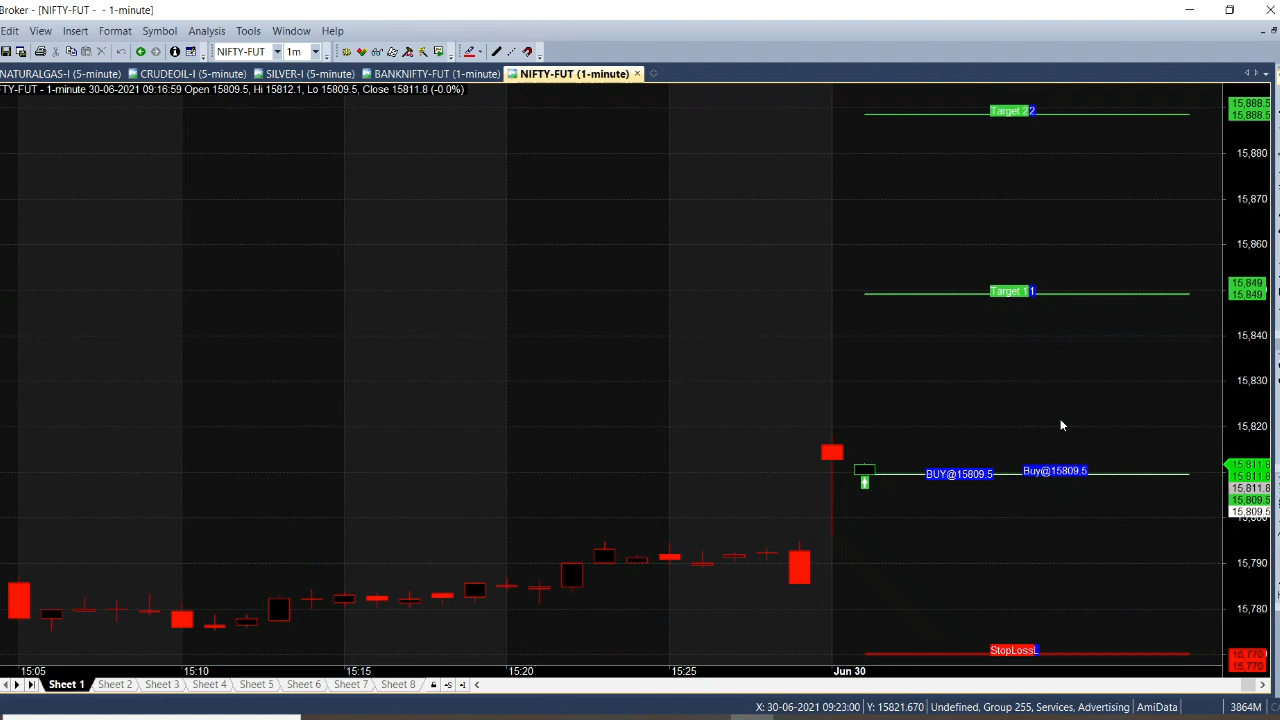 Broker - [NIFTY-FUT - - 1-minute]
Edit View Insert Format Symbol Analysis Tools Window Help
NIFTY-FUT 1m
NATURALGAS-I (5-minute) CRUDEOIL-I (5-minute) SILVER-I (5-minute) BANKNIFTY-FUT (1-minute) NIFTY-FUT (1-minute)
TY-FUT - 1-minute 30-06-2021 09:16:59 Open 15809.5, Hi 15812.1, Lo 15809.5, Close 15811.8 (-0.0%)
15,888.5
Target 2 2
15,888.5
15,880
15,870
15,860
15,849
Target 1 1
15,849
15,840
15,830
15,820
15,811.8
BUY@15809.5 Buy@15809.5
15,811.8
15,811.8
15,809.5
15,809.5
15,800
15,790
15,780
StopLoss L
15,770
15,770
15:05 15:10 15:15 15:20 15:25 Jun 30
Sheet 1 Sheet 2 Sheet 3 Sheet 4 Sheet 5 Sheet 6 Sheet 7 Sheet 8
X: 30-06-2021 09:23:00 Y: 15821.670 Undefined, Group 255, Services, Advertising AmiData 3864M